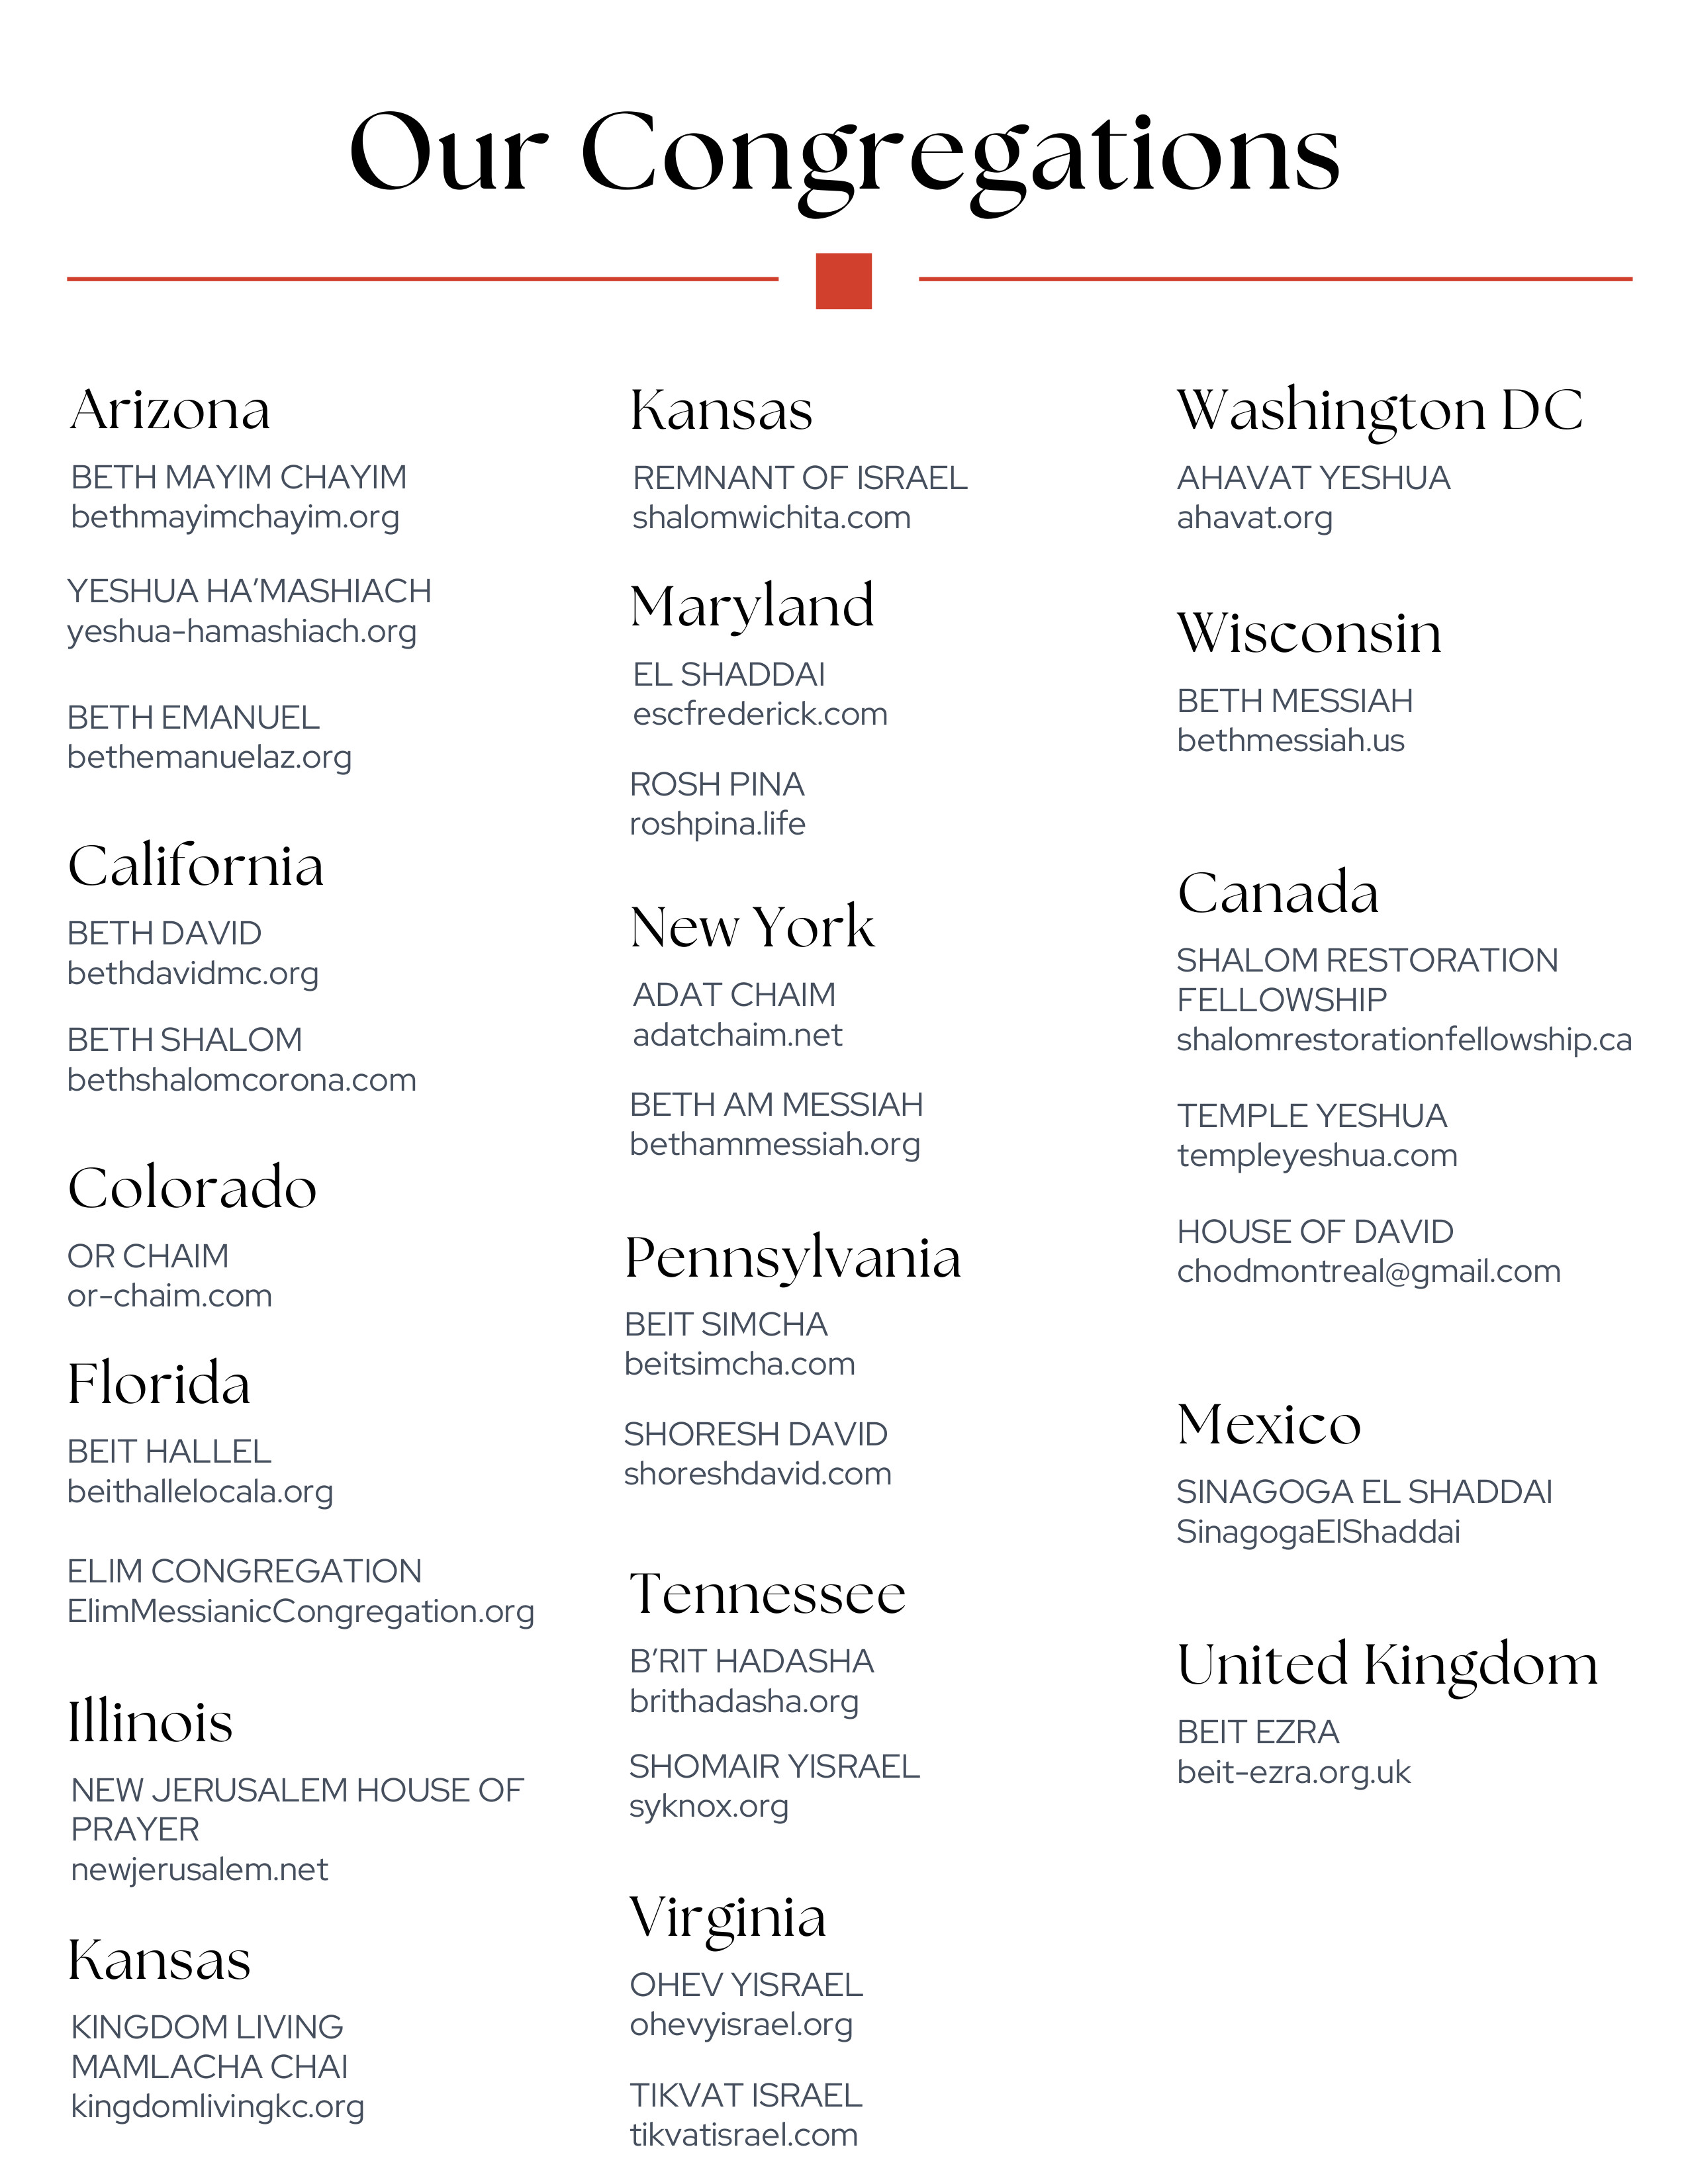 Our Congregations
Arizona
BETH MAYIM CHAYIM
bethmayimchayim.org
YESHUA HA’MASHIACH
yeshua-hamashiach.org
BETH EMANUEL
bethemanuelaz.org
California
BETH DAVID
bethdavidmc.org
BETH SHALOM
bethshalomcorona.com
Colorado
OR CHAIM
or-chaim.com
Florida
BEIT HALLEL
beithallelocala.org
ELIM CONGREGATION
ElimMessianicCongregation.org
Illinois
NEW JERUSALEM HOUSE OF
PRAYER
newjerusalem.net
Kansas
KINGDOM LIVING
MAMLACHA CHAI
kingdomlivingkc.org
Kansas
REMNANT OF ISRAEL
shalomwichita.com
Maryland
EL SHADDAI
escfrederick.com
ROSH PINA
roshpina.life
New York
ADAT CHAIM
adatchaim.net
BETH AM MESSIAH
bethammessiah.org
Pennsylvania
BEIT SIMCHA
beitsimcha.com
SHORESH DAVID
shoreshdavid.com
Tennessee
B’RIT HADASHA
brithadasha.org
SHOMAIR YISRAEL
syknox.org
Virginia
OHEV YISRAEL
ohevyisrael.org
TIKVAT ISRAEL
tikvatisrael.com
Washington DC
AHAVAT YESHUA
ahavat.org
Wisconsin
BETH MESSIAH
bethmessiah.us
Canada
SHALOM RESTORATION
FELLOWSHIP
shalomrestorationfellowship.ca
TEMPLE YESHUA
templeyeshua.com
HOUSE OF DAVID
chodmontreal@gmail.com
Mexico
SINAGOGA EL SHADDAI
SinagogaElShaddai
United Kingdom
BEIT EZRA
beit-ezra.org.uk